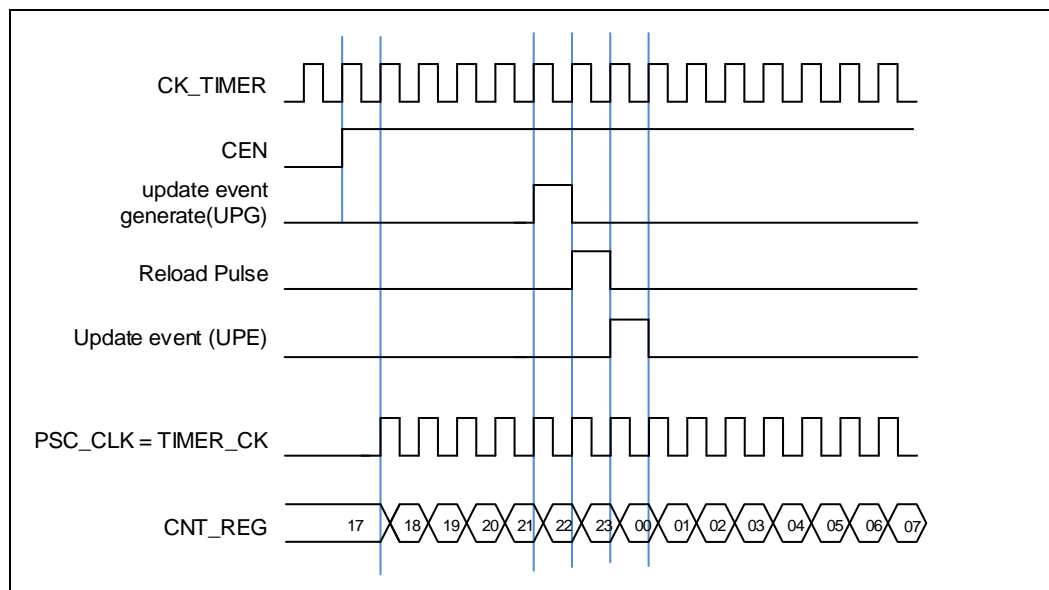 CK_TIMER
CEN
update event
generate(UPG)
Reload Pulse
Update event (UPE)
PSC_CLK = TIMER_CK
CNT_REG 17 18 19 20 21 22 23 00 01 02 03 04 05 06 07